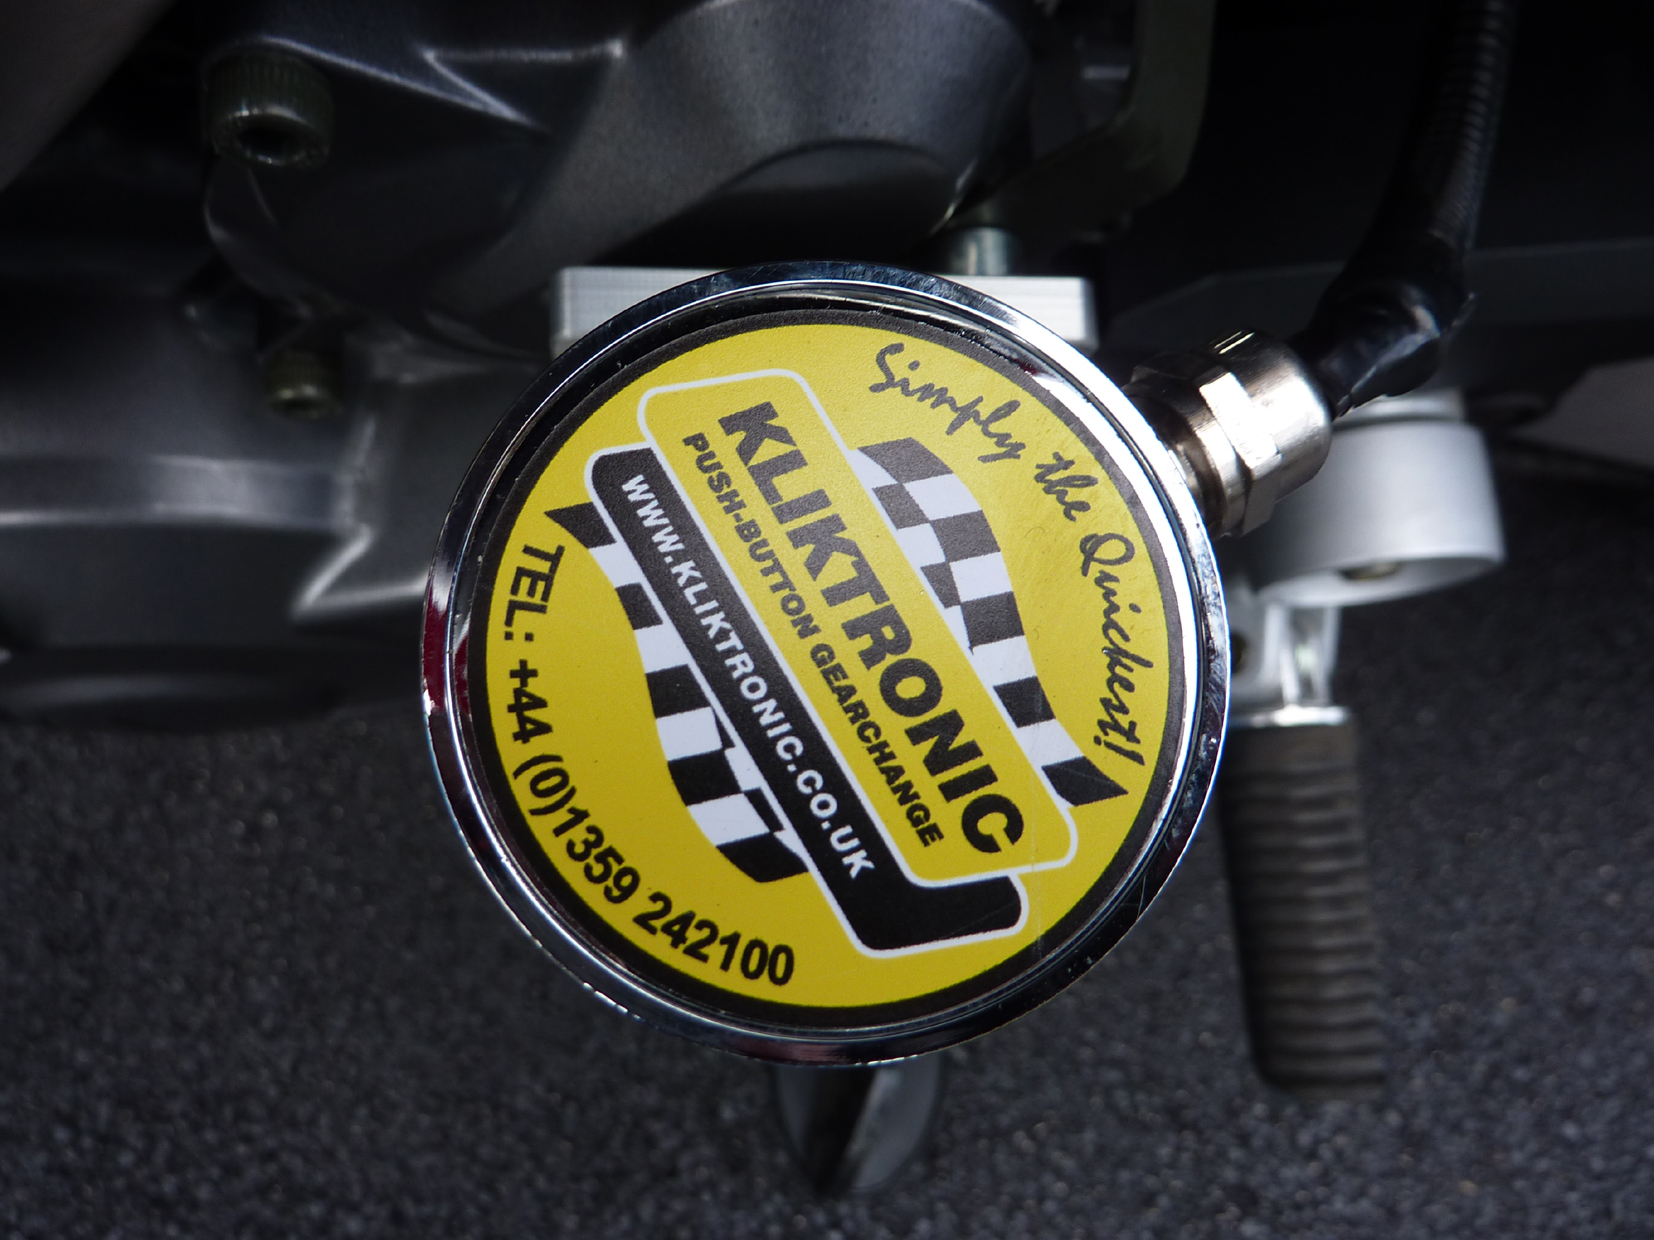 Simply the Quickest!
KLIKTRONIC
PUSH-BUTTON GEARCHANGE
WWW.KLIKTRONIC.CO.UK
TEL: +44 (0)1359 242100